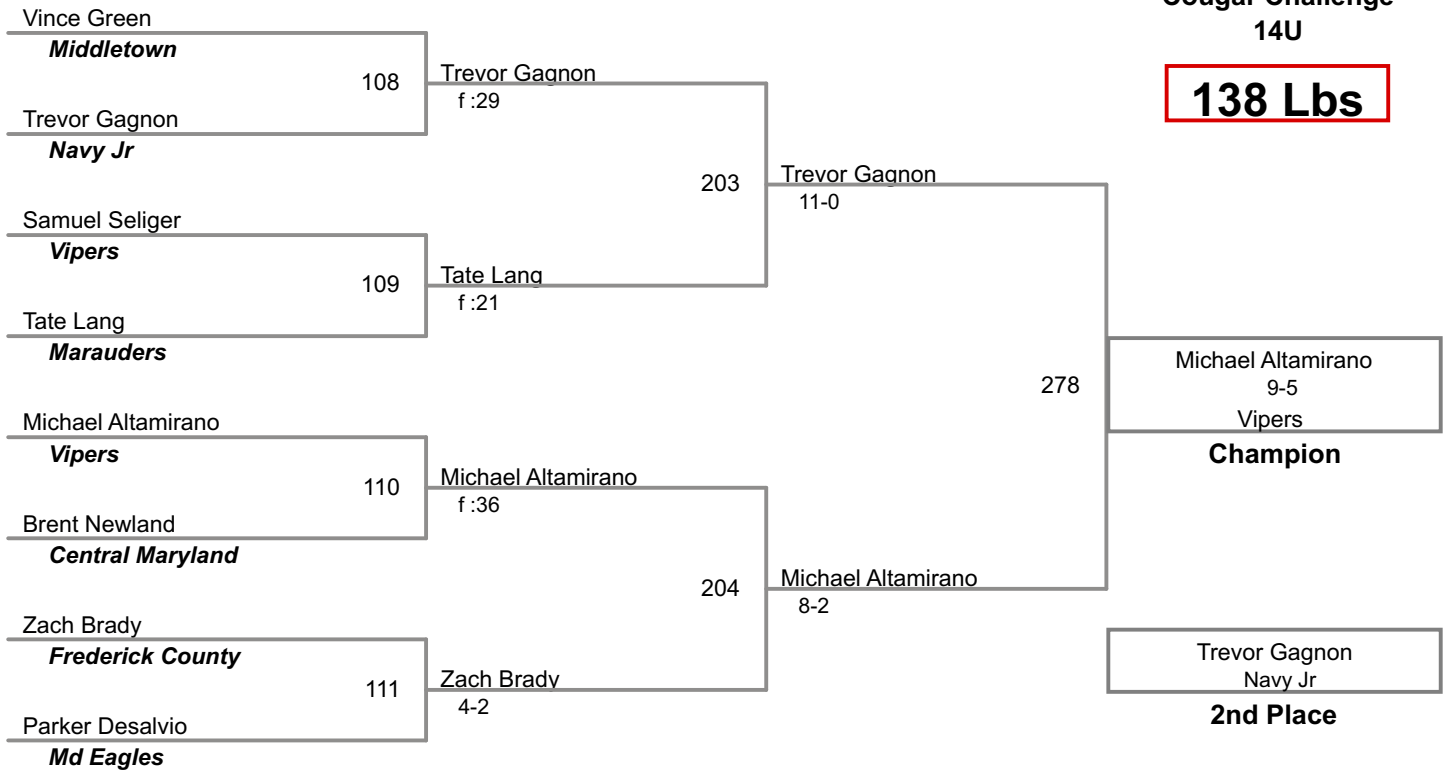 Cougar Challenge
14U
138 Lbs
Vince Green
Middletown
108
Trevor Gagnon
f :29
Trevor Gagnon
Navy Jr
203
Trevor Gagnon
11-0
Samuel Seliger
Vipers
109
Tate Lang
f :21
Tate Lang
Marauders
278
Michael Altamirano
9-5
Vipers
Champion
Michael Altamirano
Vipers
110
Michael Altamirano
f :36
Brent Newland
Central Maryland
204
Michael Altamirano
8-2
Zach Brady
Frederick County
111
Zach Brady
4-2
Parker Desalvio
Md Eagles
Trevor Gagnon
Navy Jr
2nd Place